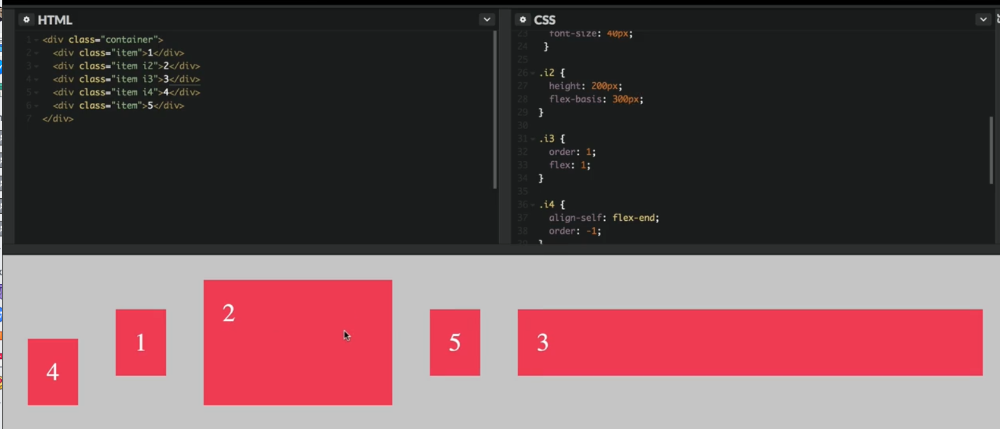 HTML
1 <div class="container">
2 <div class="item">1</div>
3 <div class="item i2">2</div>
4 <div class="item i3">3</div>
5 <div class="item i4">4</div>
6 <div class="item">5</div>
7 </div>
CSS
23 font-size: 40px;
24 }
25
26 .i2 {
27 height: 200px;
28 flex-basis: 300px;
29 }
30
31 .i3 {
32 order: 1;
33 flex: 1;
34 }
35
36 .i4 {
37 align-self: flex-end;
38 order: -1;
39 }
4
1
2
5
3